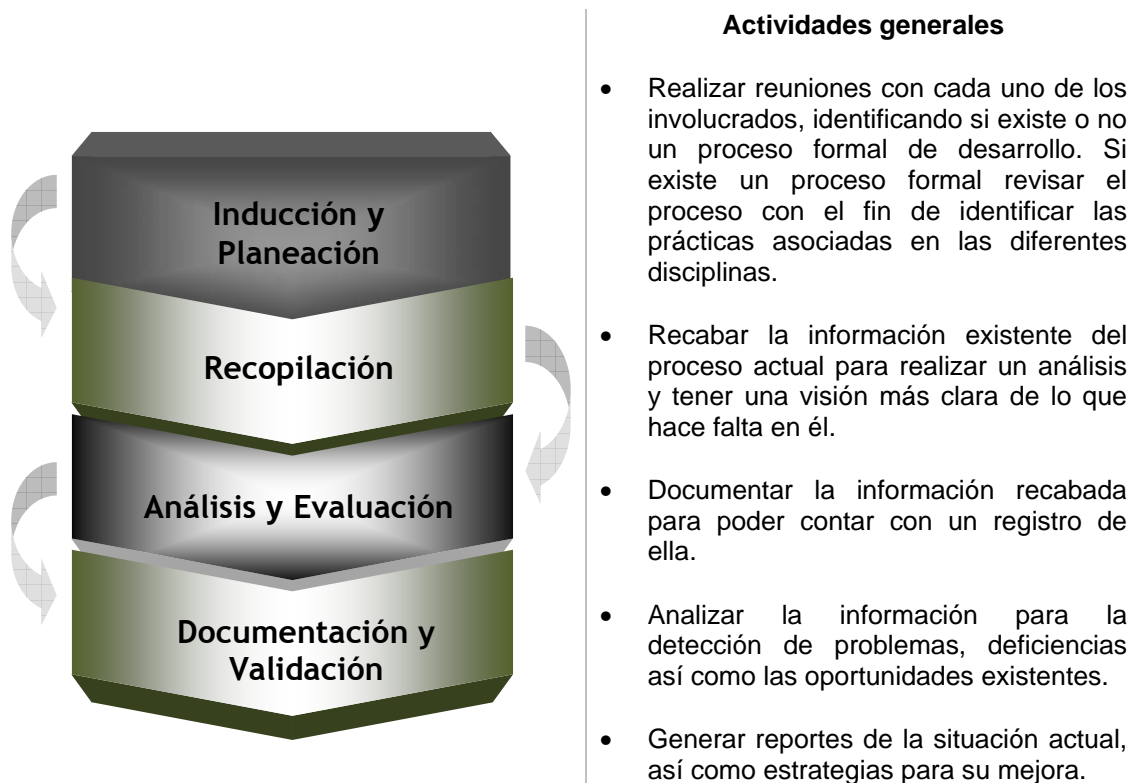 Inducción y
Planeación
Recopilación
Análisis y Evaluación
Documentación y
Validación
Actividades generales
• Realizar reuniones con cada uno de los
involucrados, identificando si existe o no
un proceso formal de desarrollo. Si
existe un proceso formal revisar el
proceso con el fin de identificar las
prácticas asociadas en las diferentes
disciplinas.
• Recabar la información existente del
proceso actual para realizar un análisis
y tener una visión más clara de lo que
hace falta en él.
• Documentar la información recabada
para poder contar con un registro de
ella.
• Analizar la información para la
detección de problemas, deficiencias
así como las oportunidades existentes.
• Generar reportes de la situación actual,
así como estrategias para su mejora.